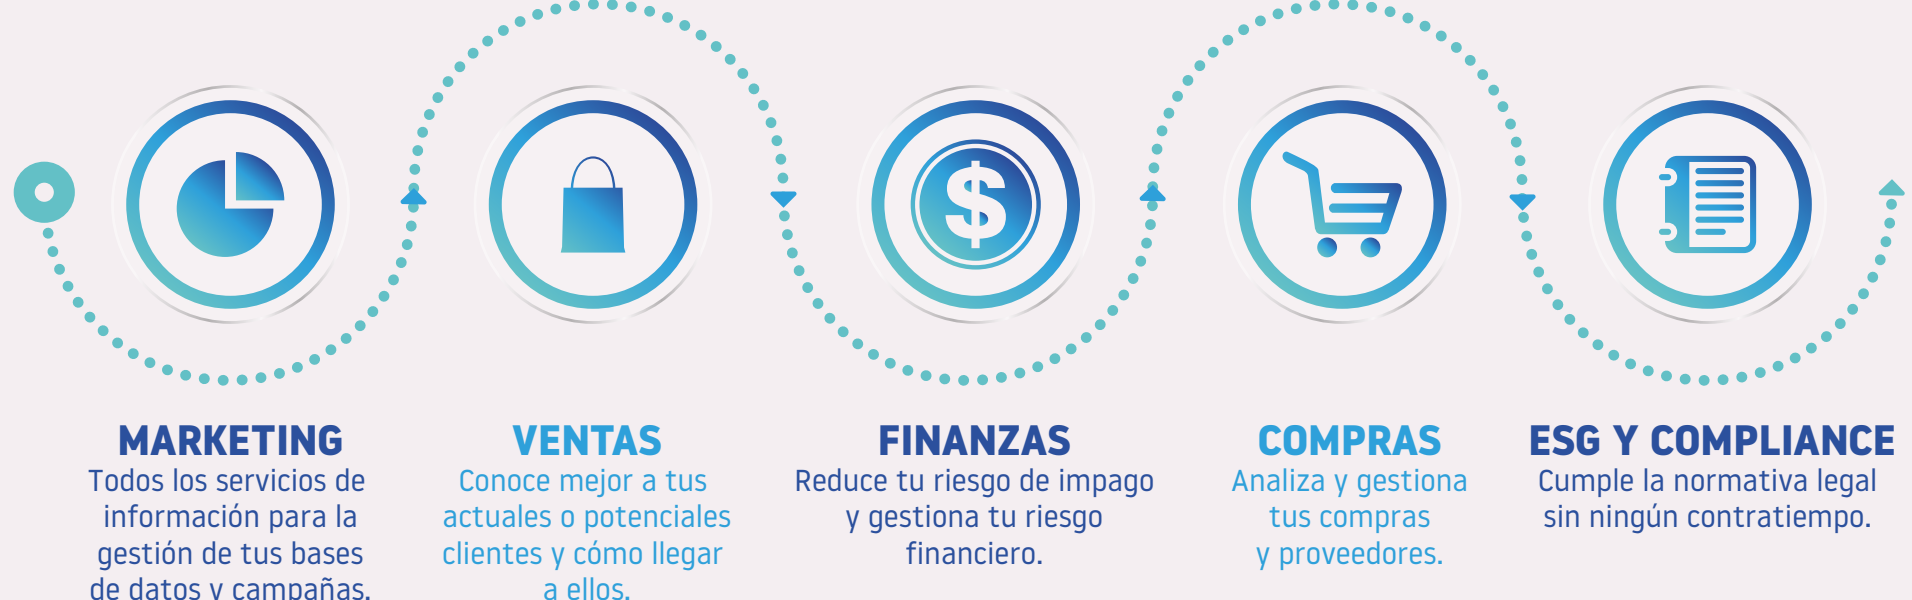 MARKETING
Todos los servicios de
información para la
gestión de tus bases
de datos y campañas.
VENTAS
Conoce mejor a tus
actuales o potenciales
clientes y cómo llegar
a ellos.
FINANZAS
Reduce tu riesgo de impago
y gestiona tu riesgo
financiero.
COMPRAS
Analiza y gestiona
tus compras
y proveedores.
ESG Y COMPLIANCE
Cumple la normativa legal
sin ningún contratiempo.